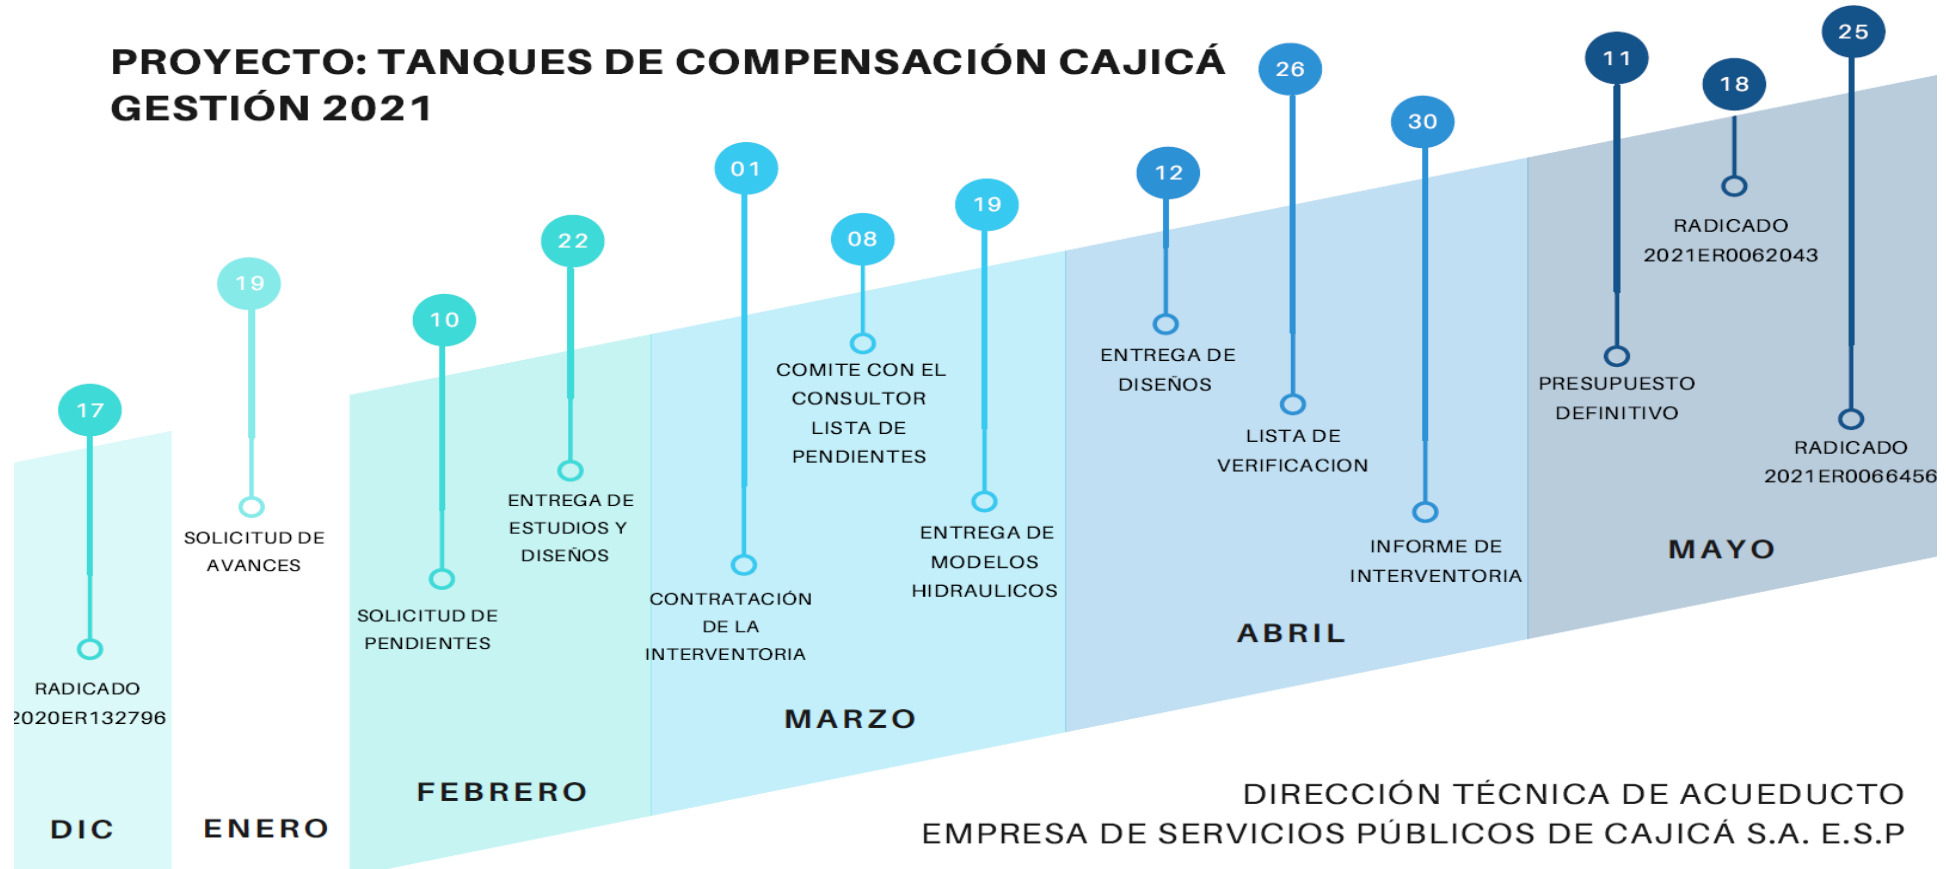 PROYECTO: TANQUES DE COMPENSACIÓN CAJICÁ
GESTIÓN 2021
17
RADICADO
2020ER132796
DIC
19
SOLICITUD DE
AVANCES
ENERO
10
SOLICITUD DE
PENDIENTES
22
ENTREGA DE
ESTUDIOS Y
DISEÑOS
FEBRERO
01
CONTRATACIÓN
DE LA
INTERVENTORIA
08
COMITE CON EL
CONSULTOR
LISTA DE
PENDIENTES
19
ENTREGA DE
MODELOS
HIDRAULICOS
MARZO
12
ENTREGA DE
DISEÑOS
26
LISTA DE
VERIFICACION
30
INFORME DE
INTERVENTORIA
ABRIL
11
PRESUPUESTO
DEFINITIVO
18
RADICADO
2021ER0062043
25
RADICADO
2021ER0066456
MAYO
DIRECCIÓN TÉCNICA DE ACUEDUCTO
EMPRESA DE SERVICIOS PÚBLICOS DE CAJICÁ S.A. E.S.P